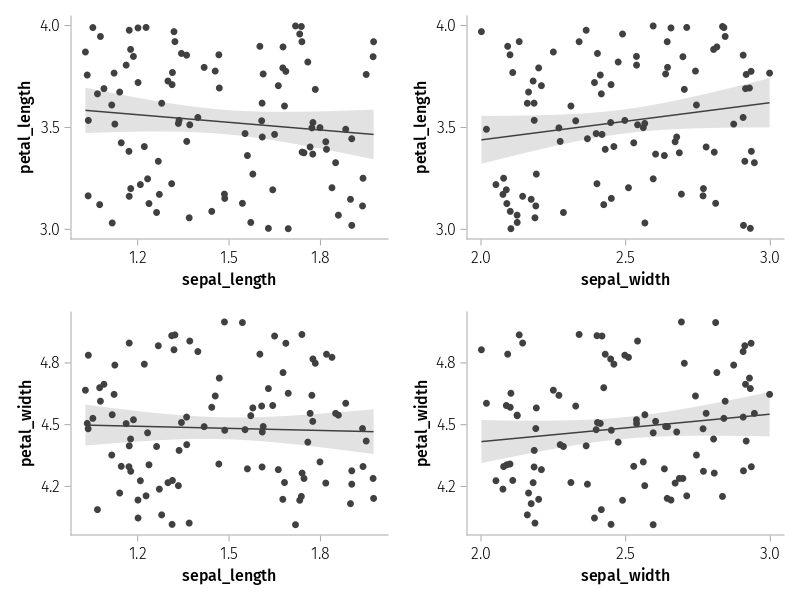 petal_length
4.0
3.5
3.0
1.2 1.5 1.8
sepal_length
petal_length
4.0
3.5
3.0
2.0 2.5 3.0
sepal_width
petal_width
4.8
4.5
4.2
1.2 1.5 1.8
sepal_length
petal_width
4.8
4.5
4.2
2.0 2.5 3.0
sepal_width